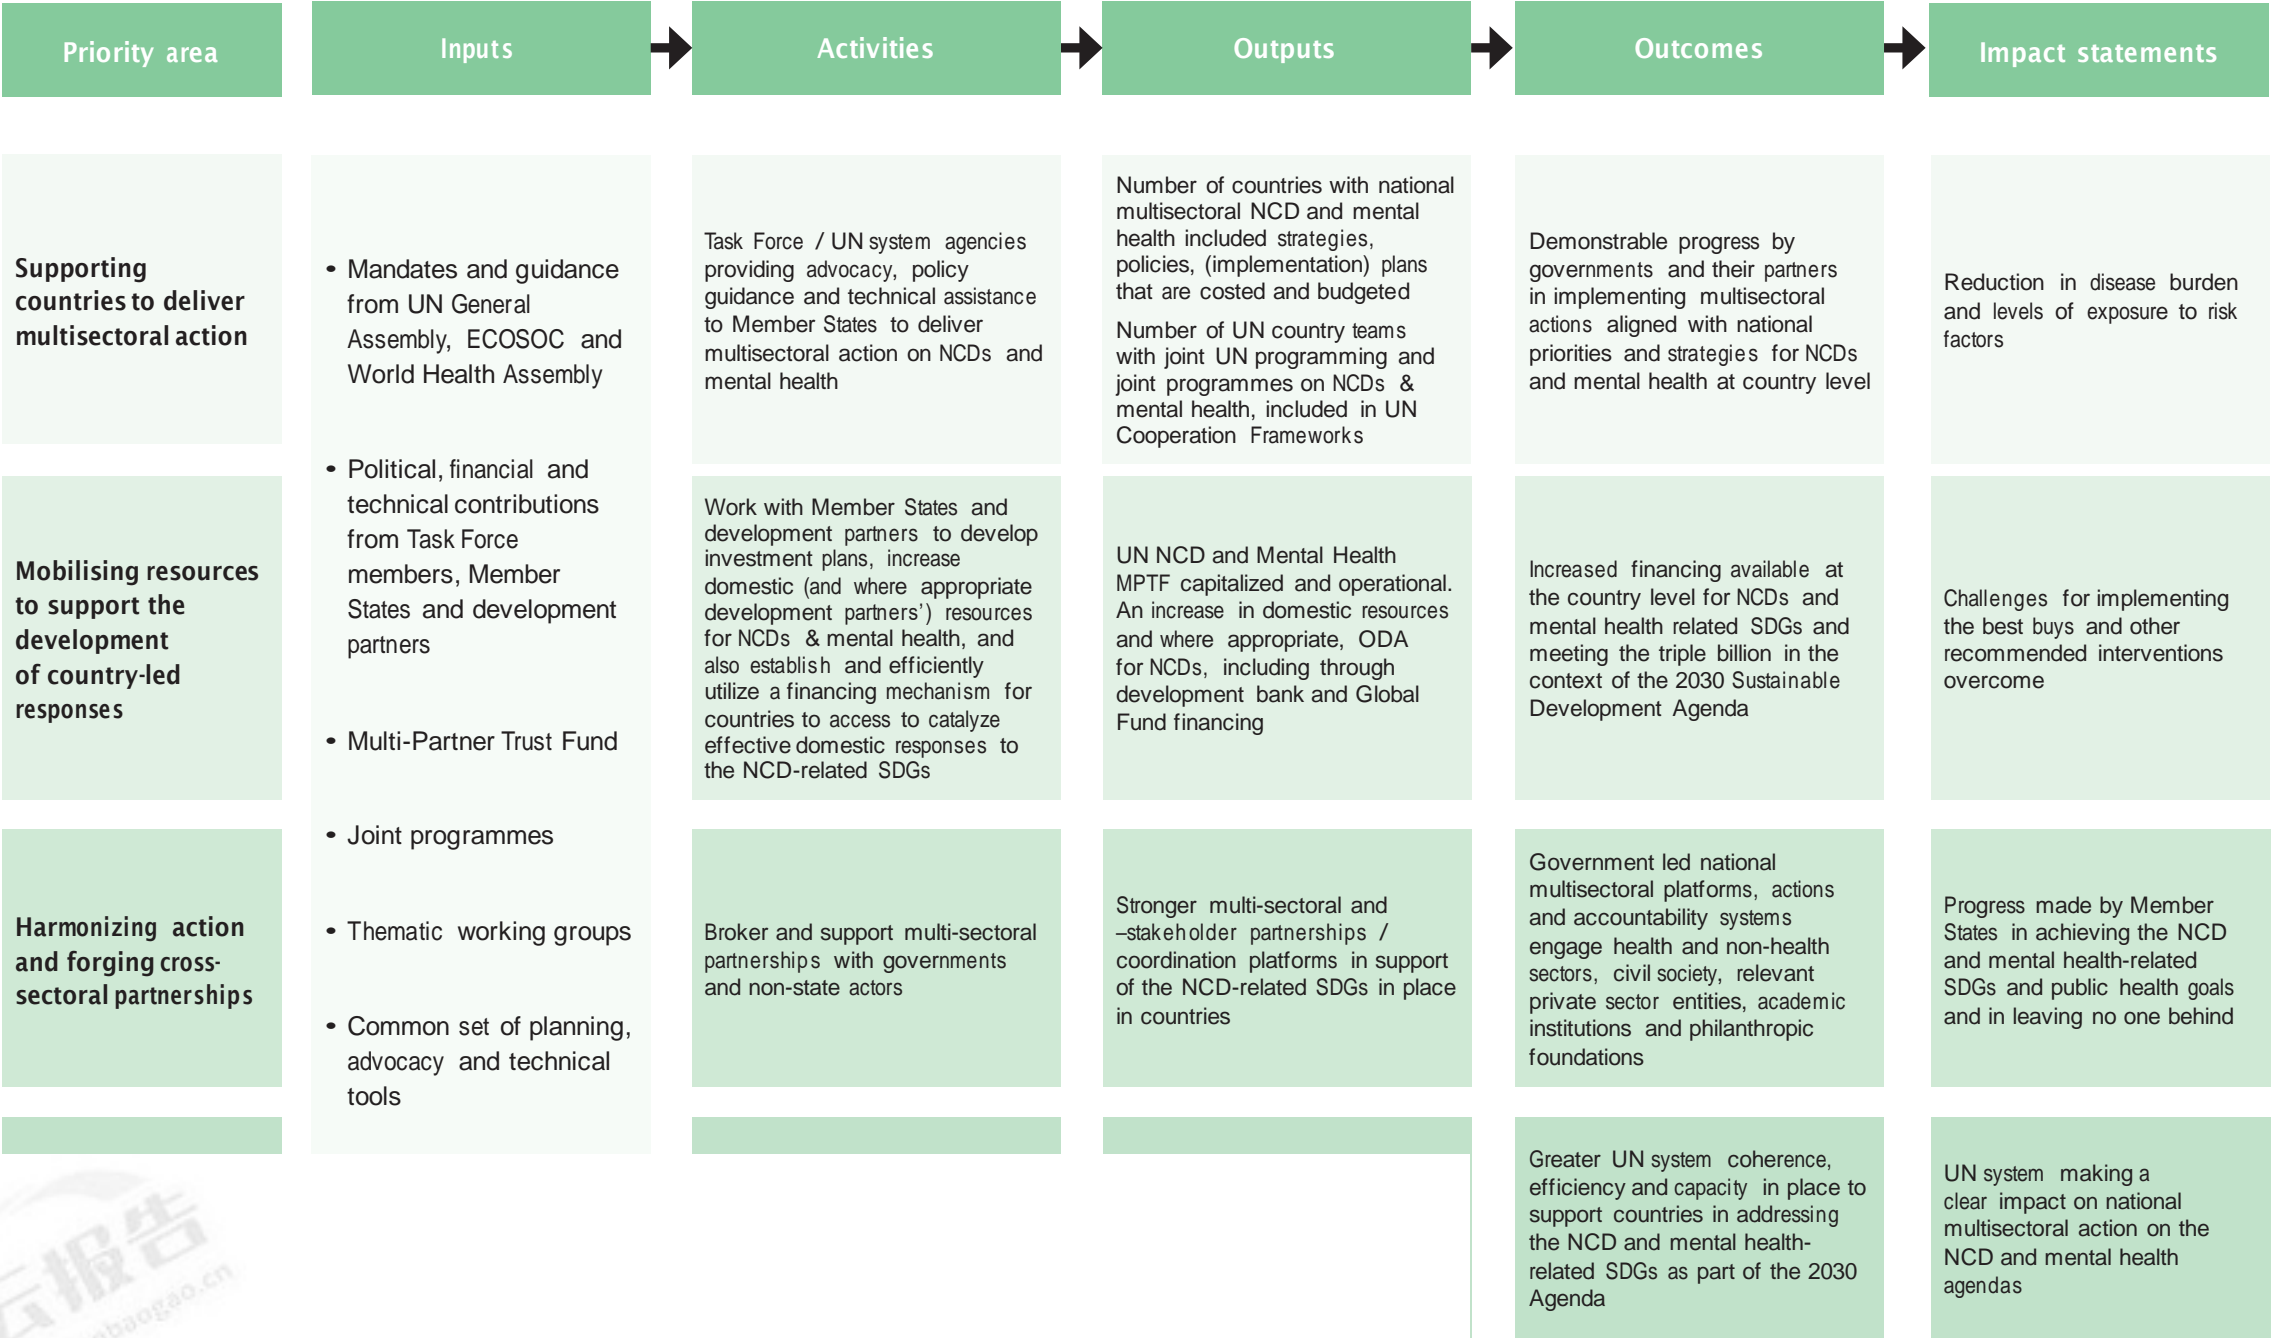 Priority area
Inputs
Activities
Outputs
Outcomes
Impact statements
Supporting
countries to deliver
multisectoral action
• Mandates and guidance
from UN General
Assembly, ECOSOC and
World Health Assembly
• Political, financial and
technical contributions
from Task Force
members, Member
States and development
partners
• Multi-Partner Trust Fund
• Joint programmes
• Thematic working groups
• Common set of planning,
advocacy and technical
tools
Task Force / UN system agencies
providing advocacy, policy
guidance and technical assistance
to Member States to deliver
multisectoral action on NCDs and
mental health
Number of countries with national
multisectoral NCD and mental
health included strategies,
policies, (implementation) plans
that are costed and budgeted
Number of UN country teams
with joint UN programming and
joint programmes on NCDs &
mental health, included in UN
Cooperation Frameworks
Demonstrable progress by
governments and their partners
in implementing multisectoral
actions aligned with national
priorities and strategies for NCDs
and mental health at country level
Reduction in disease burden
and levels of exposure to risk
factors
Mobilising resources
to support the
development
of country-led
responses
Work with Member States and
development partners to develop
investment plans, increase
domestic (and where appropriate
development partners’) resources
for NCDs & mental health, and
also establish and efficiently
utilize a financing mechanism for
countries to access to catalyze
effective domestic responses to
the NCD-related SDGs
UN NCD and Mental Health
MPTF capitalized and operational.
An increase in domestic resources
and where appropriate, ODA
for NCDs, including through
development bank and Global
Fund financing
Increased financing available at
the country level for NCDs and
mental health related SDGs and
meeting the triple billion in the
context of the 2030 Sustainable
Development Agenda
Challenges for implementing
the best buys and other
recommended interventions
overcome
Harmonizing action
and forging cross-
sectoral partnerships
Broker and support multi-sectoral
partnerships with governments
and non-state actors
Stronger multi-sectoral and
–stakeholder partnerships /
coordination platforms in support
of the NCD-related SDGs in place
in countries
Government led national
multisectoral platforms, actions
and accountability systems
engage health and non-health
sectors, civil society, relevant
private sector entities, academic
institutions and philanthropic
foundations
Progress made by Member
States in achieving the NCD
and mental health-related
SDGs and public health goals
and in leaving no one behind
Greater UN system coherence,
efficiency and capacity in place to
support countries in addressing
the NCD and mental health-
related SDGs as part of the 2030
Agenda
UN system making a
clear impact on national
multisectoral action on the
NCD and mental health
agendas
云报告